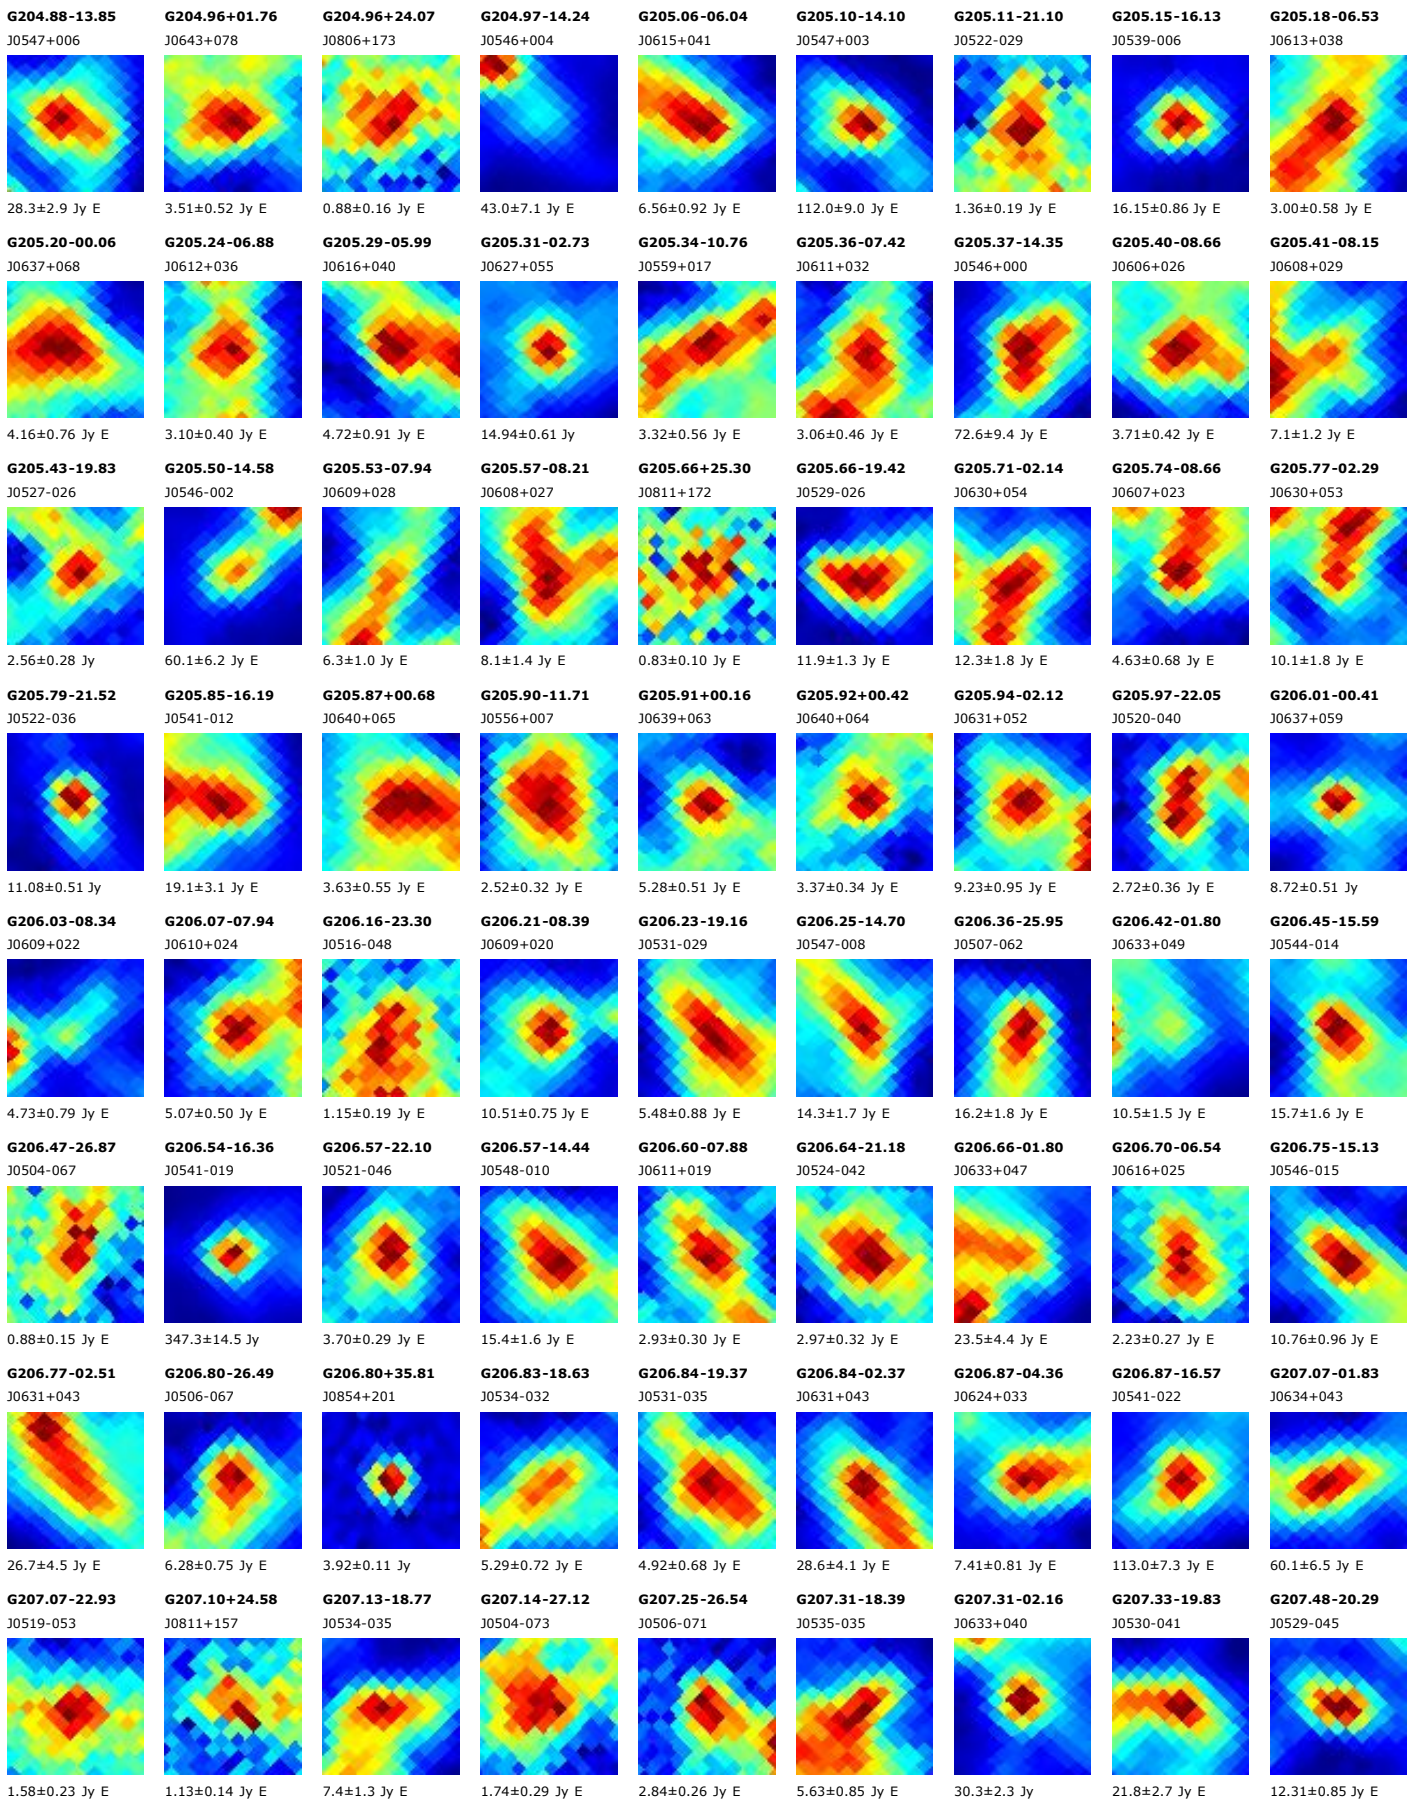 G204.88-13.85 G204.96+01.76 G204.96+24.07 G204.97-14.24 G205.06-06.04 G205.10-14.10 G205.11-21.10 G205.15-16.13 G205.18-06.53
J0547+006 J0643+078 J0806+173 J0546+004 J0615+041 J0547+003 J0522-029 J0539-006 J0613+038
28.3±2.9 Jy E 3.51±0.52 Jy E 0.88±0.16 Jy E 43.0±7.1 Jy E 6.56±0.92 Jy E 112.0±9.0 Jy E 1.36±0.19 Jy E 16.15±0.86 Jy E 3.00±0.58 Jy E
G205.20-00.06 G205.24-06.88 G205.29-05.99 G205.31-02.73 G205.34-10.76 G205.36-07.42 G205.37-14.35 G205.40-08.66 G205.41-08.15
J0637+068 J0612+036 J0616+040 J0627+055 J0559+017 J0611+032 J0546+000 J0606+026 J0608+029
4.16±0.76 Jy E 3.10±0.40 Jy E 4.72±0.91 Jy E 14.94±0.61 Jy 3.32±0.56 Jy E 3.06±0.46 Jy E 72.6±9.4 Jy E 3.71±0.42 Jy E 7.1±1.2 Jy E
G205.43-19.83 G205.50-14.58 G205.53-07.94 G205.57-08.21 G205.66+25.30 G205.66-19.42 G205.71-02.14 G205.74-08.66 G205.77-02.29
J0527-026 J0546-002 J0609+028 J0608+027 J0811+172 J0529-026 J0630+054 J0607+023 J0630+053
2.56±0.28 Jy 60.1±6.2 Jy E 6.3±1.0 Jy E 8.1±1.4 Jy E 0.83±0.10 Jy E 11.9±1.3 Jy E 12.3±1.8 Jy E 4.63±0.68 Jy E 10.1±1.8 Jy E
G205.79-21.52 G205.85-16.19 G205.87+00.68 G205.90-11.71 G205.91+00.16 G205.92+00.42 G205.94-02.12 G205.97-22.05 G206.01-00.41
J0522-036 J0541-012 J0640+065 J0556+007 J0639+063 J0640+064 J0631+052 J0520-040 J0637+059
11.08±0.51 Jy 19.1±3.1 Jy E 3.63±0.55 Jy E 2.52±0.32 Jy E 5.28±0.51 Jy E 3.37±0.34 Jy E 9.23±0.95 Jy E 2.72±0.36 Jy E 8.72±0.51 Jy
G206.03-08.34 G206.07-07.94 G206.16-23.30 G206.21-08.39 G206.23-19.16 G206.25-14.70 G206.36-25.95 G206.42-01.80 G206.45-15.59
J0609+022 J0610+024 J0516-048 J0609+020 J0531-029 J0547-008 J0507-062 J0633+049 J0544-014
4.73±0.79 Jy E 5.07±0.50 Jy E 1.15±0.19 Jy E 10.51±0.75 Jy E 5.48±0.88 Jy E 14.3±1.7 Jy E 16.2±1.8 Jy E 10.5±1.5 Jy E 15.7±1.6 Jy E
G206.47-26.87 G206.54-16.36 G206.57-22.10 G206.57-14.44 G206.60-07.88 G206.64-21.18 G206.66-01.80 G206.70-06.54 G206.75-15.13
J0504-067 J0541-019 J0521-046 J0548-010 J0611+019 J0524-042 J0633+047 J0616+025 J0546-015
0.88±0.15 Jy E 347.3±14.5 Jy 3.70±0.29 Jy E 15.4±1.6 Jy E 2.93±0.30 Jy E 2.97±0.32 Jy E 23.5±4.4 Jy E 2.23±0.27 Jy E 10.76±0.96 Jy E
G206.77-02.51 G206.80-26.49 G206.80+35.81 G206.83-18.63 G206.84-19.37 G206.84-02.37 G206.87-04.36 G206.87-16.57 G207.07-01.83
J0631+043 J0506-067 J0854+201 J0534-032 J0531-035 J0631+043 J0624+033 J0541-022 J0634+043
26.7±4.5 Jy E 6.28±0.75 Jy E 3.92±0.11 Jy 5.29±0.72 Jy E 4.92±0.68 Jy E 28.6±4.1 Jy E 7.41±0.81 Jy E 113.0±7.3 Jy E 60.1±6.5 Jy E
G207.07-22.93 G207.10+24.58 G207.13-18.77 G207.14-27.12 G207.25-26.54 G207.31-18.39 G207.31-02.16 G207.33-19.83 G207.48-20.29
J0519-053 J0811+157 J0534-035 J0504-073 J0506-071 J0535-035 J0633+040 J0530-041 J0529-045
1.58±0.23 Jy E 1.13±0.14 Jy E 7.4±1.3 Jy E 1.74±0.29 Jy E 2.84±0.26 Jy E 5.63±0.85 Jy E 30.3±2.3 Jy 21.8±2.7 Jy E 12.31±0.85 Jy E